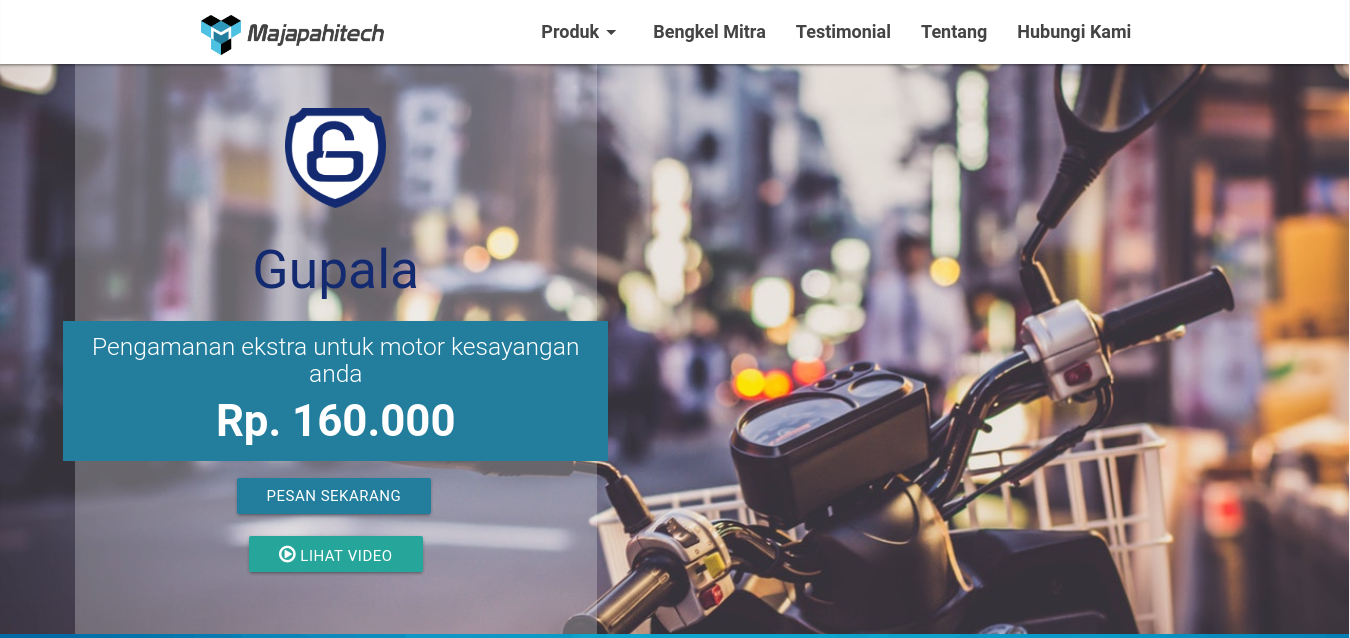 Majapahitech
Produk
Bengkel Mitra
Testimonial
Tentang
Hubungi Kami
Gupala
Pengamanan ekstra untuk motor kesayangan
anda
Rp. 160.000
PESAN SEKARANG
LIHAT VIDEO